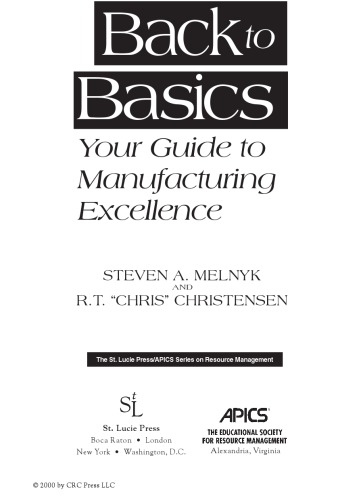 Back to
Basics
Your Guide to
Manufacturing
Excellence
STEVEN A. MELNYK
AND
R.T. “CHRIS” CHRISTENSEN
The St. Lucie Press/APICS Series on Resource Management
StL
St. Lucie Press
Boca Raton • London
New York • Washington, D.C.
APICS®
THE EDUCATIONAL SOCIETY
FOR RESOURCE MANAGEMENT
Alexandria, Virginia
© 2000 by CRC Press LLC